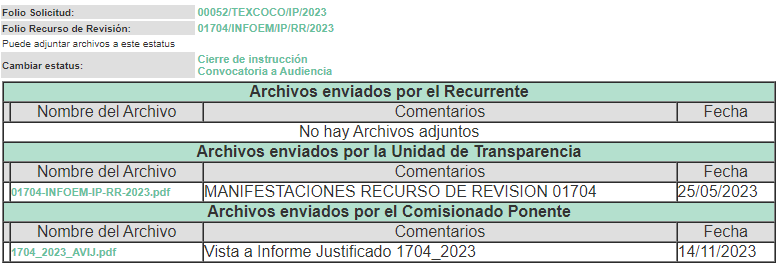 Folio Solicitud: 00052/TEXCOCO/IP/2023
Folio Recurso de Revisión: 01704/INFOEM/IP/RR/2023
Puede adjuntar archivos a este estatus
Cambiar estatus: Cierre de instrucción
Convocatoria a Audiencia
Archivos enviados por el Recurrente
Nombre del Archivo Comentarios Fecha
No hay Archivos adjuntos
Archivos enviados por la Unidad de Transparencia
Nombre del Archivo Comentarios Fecha
01704-INFOEM-IP-RR-2023.pdf MANIFESTACIONES RECURSO DE REVISION 01704 25/05/2023
Archivos enviados por el Comisionado Ponente
Nombre del Archivo Comentarios Fecha
1704_2023_AVIJ.pdf Vista a Informe Justificado 1704_2023 14/11/2023